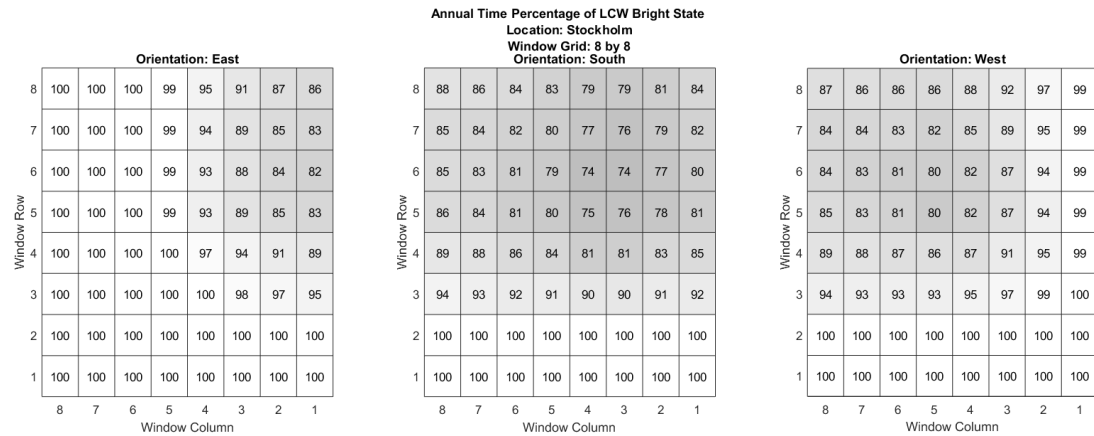 Annual Time Percentage of LCW Bright State
Location: Stockholm
Window Grid: 8 by 8
Orientation: East
Window Row
8 100 100 100 99 95 91 87 86
7 100 100 100 99 94 89 85 83
6 100 100 100 99 93 88 84 82
5 100 100 100 99 93 89 85 83
4 100 100 100 100 97 94 91 89
3 100 100 100 100 100 98 97 95
2 100 100 100 100 100 100 100 100
1 100 100 100 100 100 100 100 100
8 7 6 5 4 3 2 1
Window Column
Orientation: South
Window Row
8 88 86 84 83 79 79 81 84
7 85 84 82 80 77 76 79 82
6 85 83 81 79 74 74 77 80
5 86 84 81 80 75 76 78 81
4 89 88 86 84 81 81 83 85
3 94 93 92 91 90 90 91 92
2 100 100 100 100 100 100 100 100
1 100 100 100 100 100 100 100 100
8 7 6 5 4 3 2 1
Window Column
Orientation: West
Window Row
8 87 86 86 86 88 92 97 99
7 84 84 83 82 85 89 95 99
6 84 83 81 80 82 87 94 99
5 85 83 81 80 82 87 94 99
4 89 88 87 86 87 91 95 99
3 94 93 93 93 95 97 99 100
2 100 100 100 100 100 100 100 100
1 100 100 100 100 100 100 100 100
8 7 6 5 4 3 2 1
Window Column